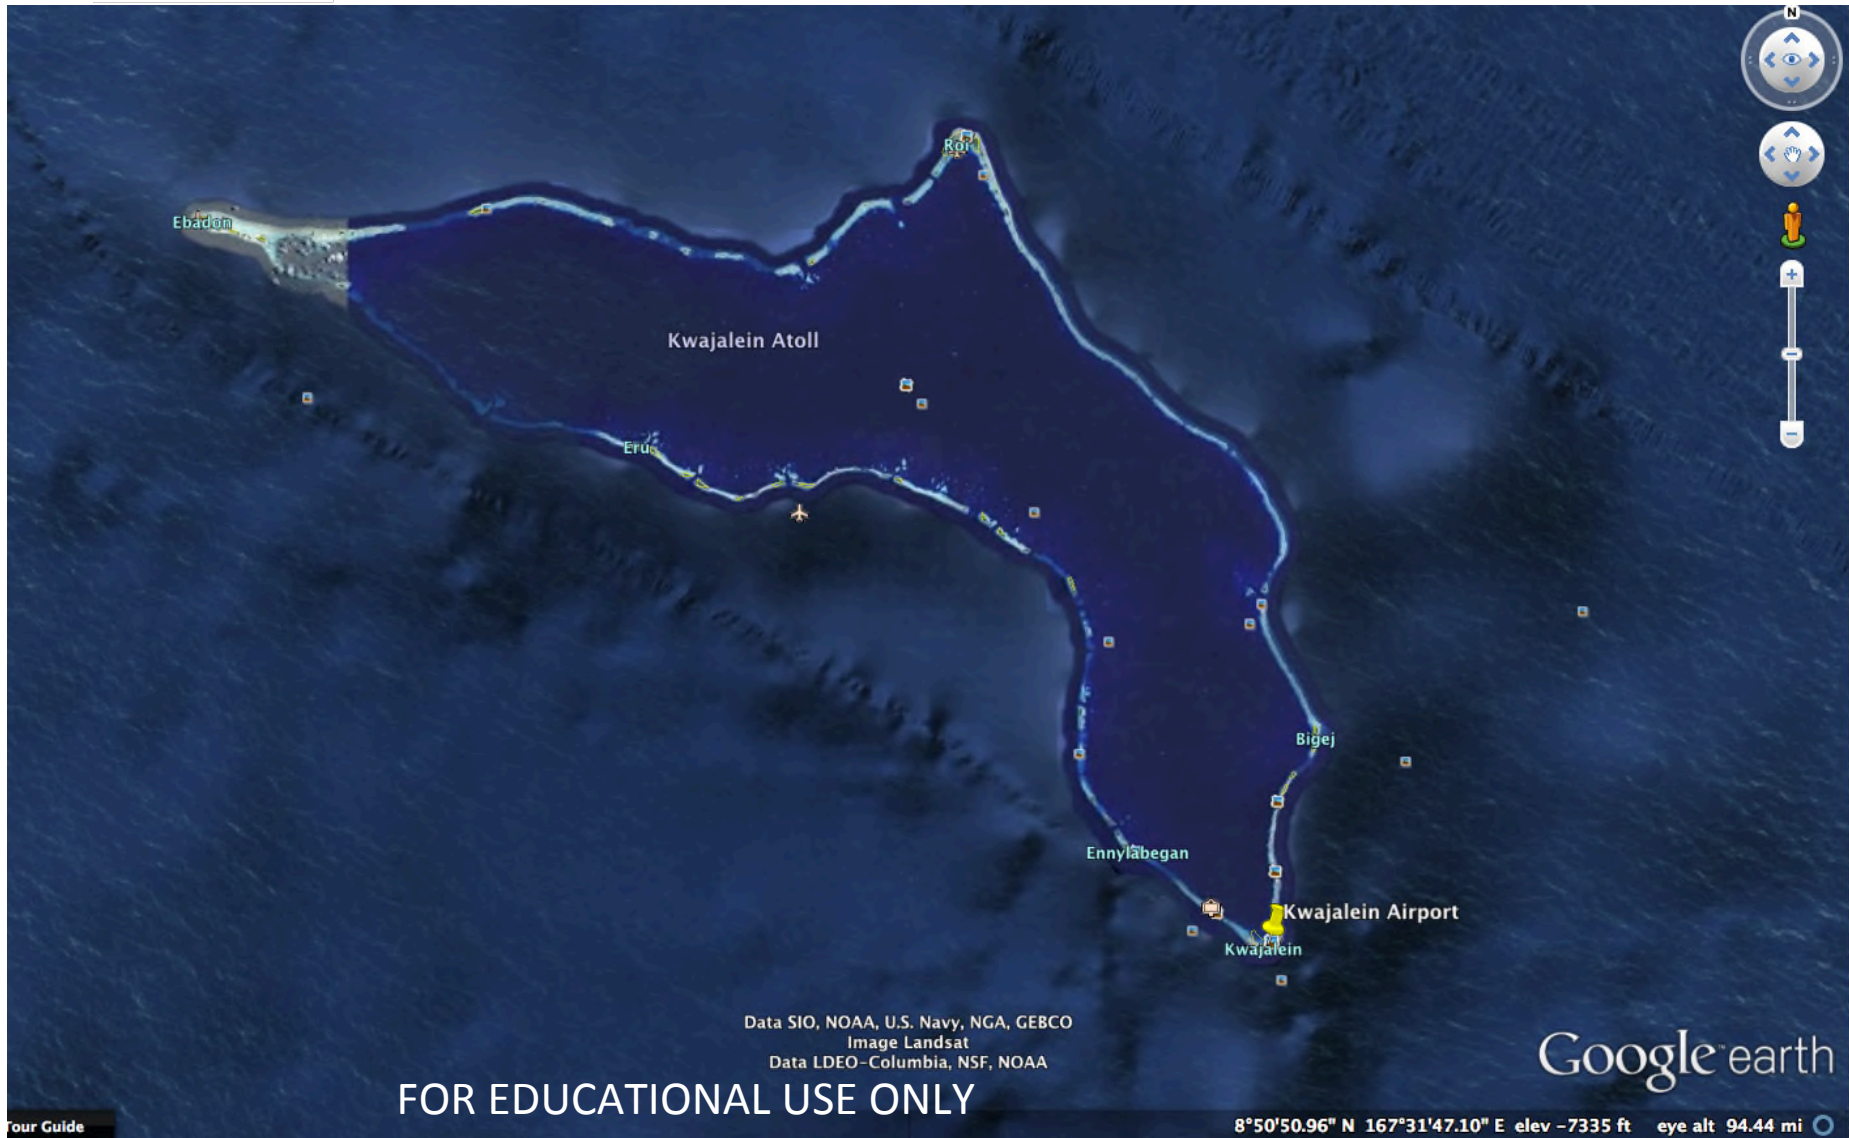 N
Roi
Ebadon
Kwajalein Atoll
Eru
Bigej
Ennylabegan
Kwajalein Airport
Kwajalein
Data SIO, NOAA, U.S. Navy, NGA, GEBCO
Image Landsat
Data LDEO-Columbia, NSF, NOAA
Google earth
FOR EDUCATIONAL USE ONLY
Tour Guide
8°50'50.96" N 167°31'47.10" E elev -7335 ft eye alt 94.44 mi